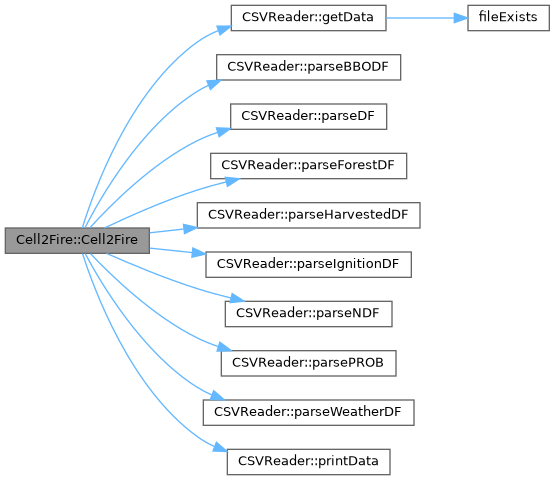 CSVReader::getData
fileExists
CSVReader::parseBBODF
CSVReader::parseDF
CSVReader::parseForestDF
CSVReader::parseHarvestedDF
Cell2Fire::Cell2Fire
CSVReader::parseIgnitionDF
CSVReader::parseNDF
CSVReader::parsePROB
CSVReader::parseWeatherDF
CSVReader::printData